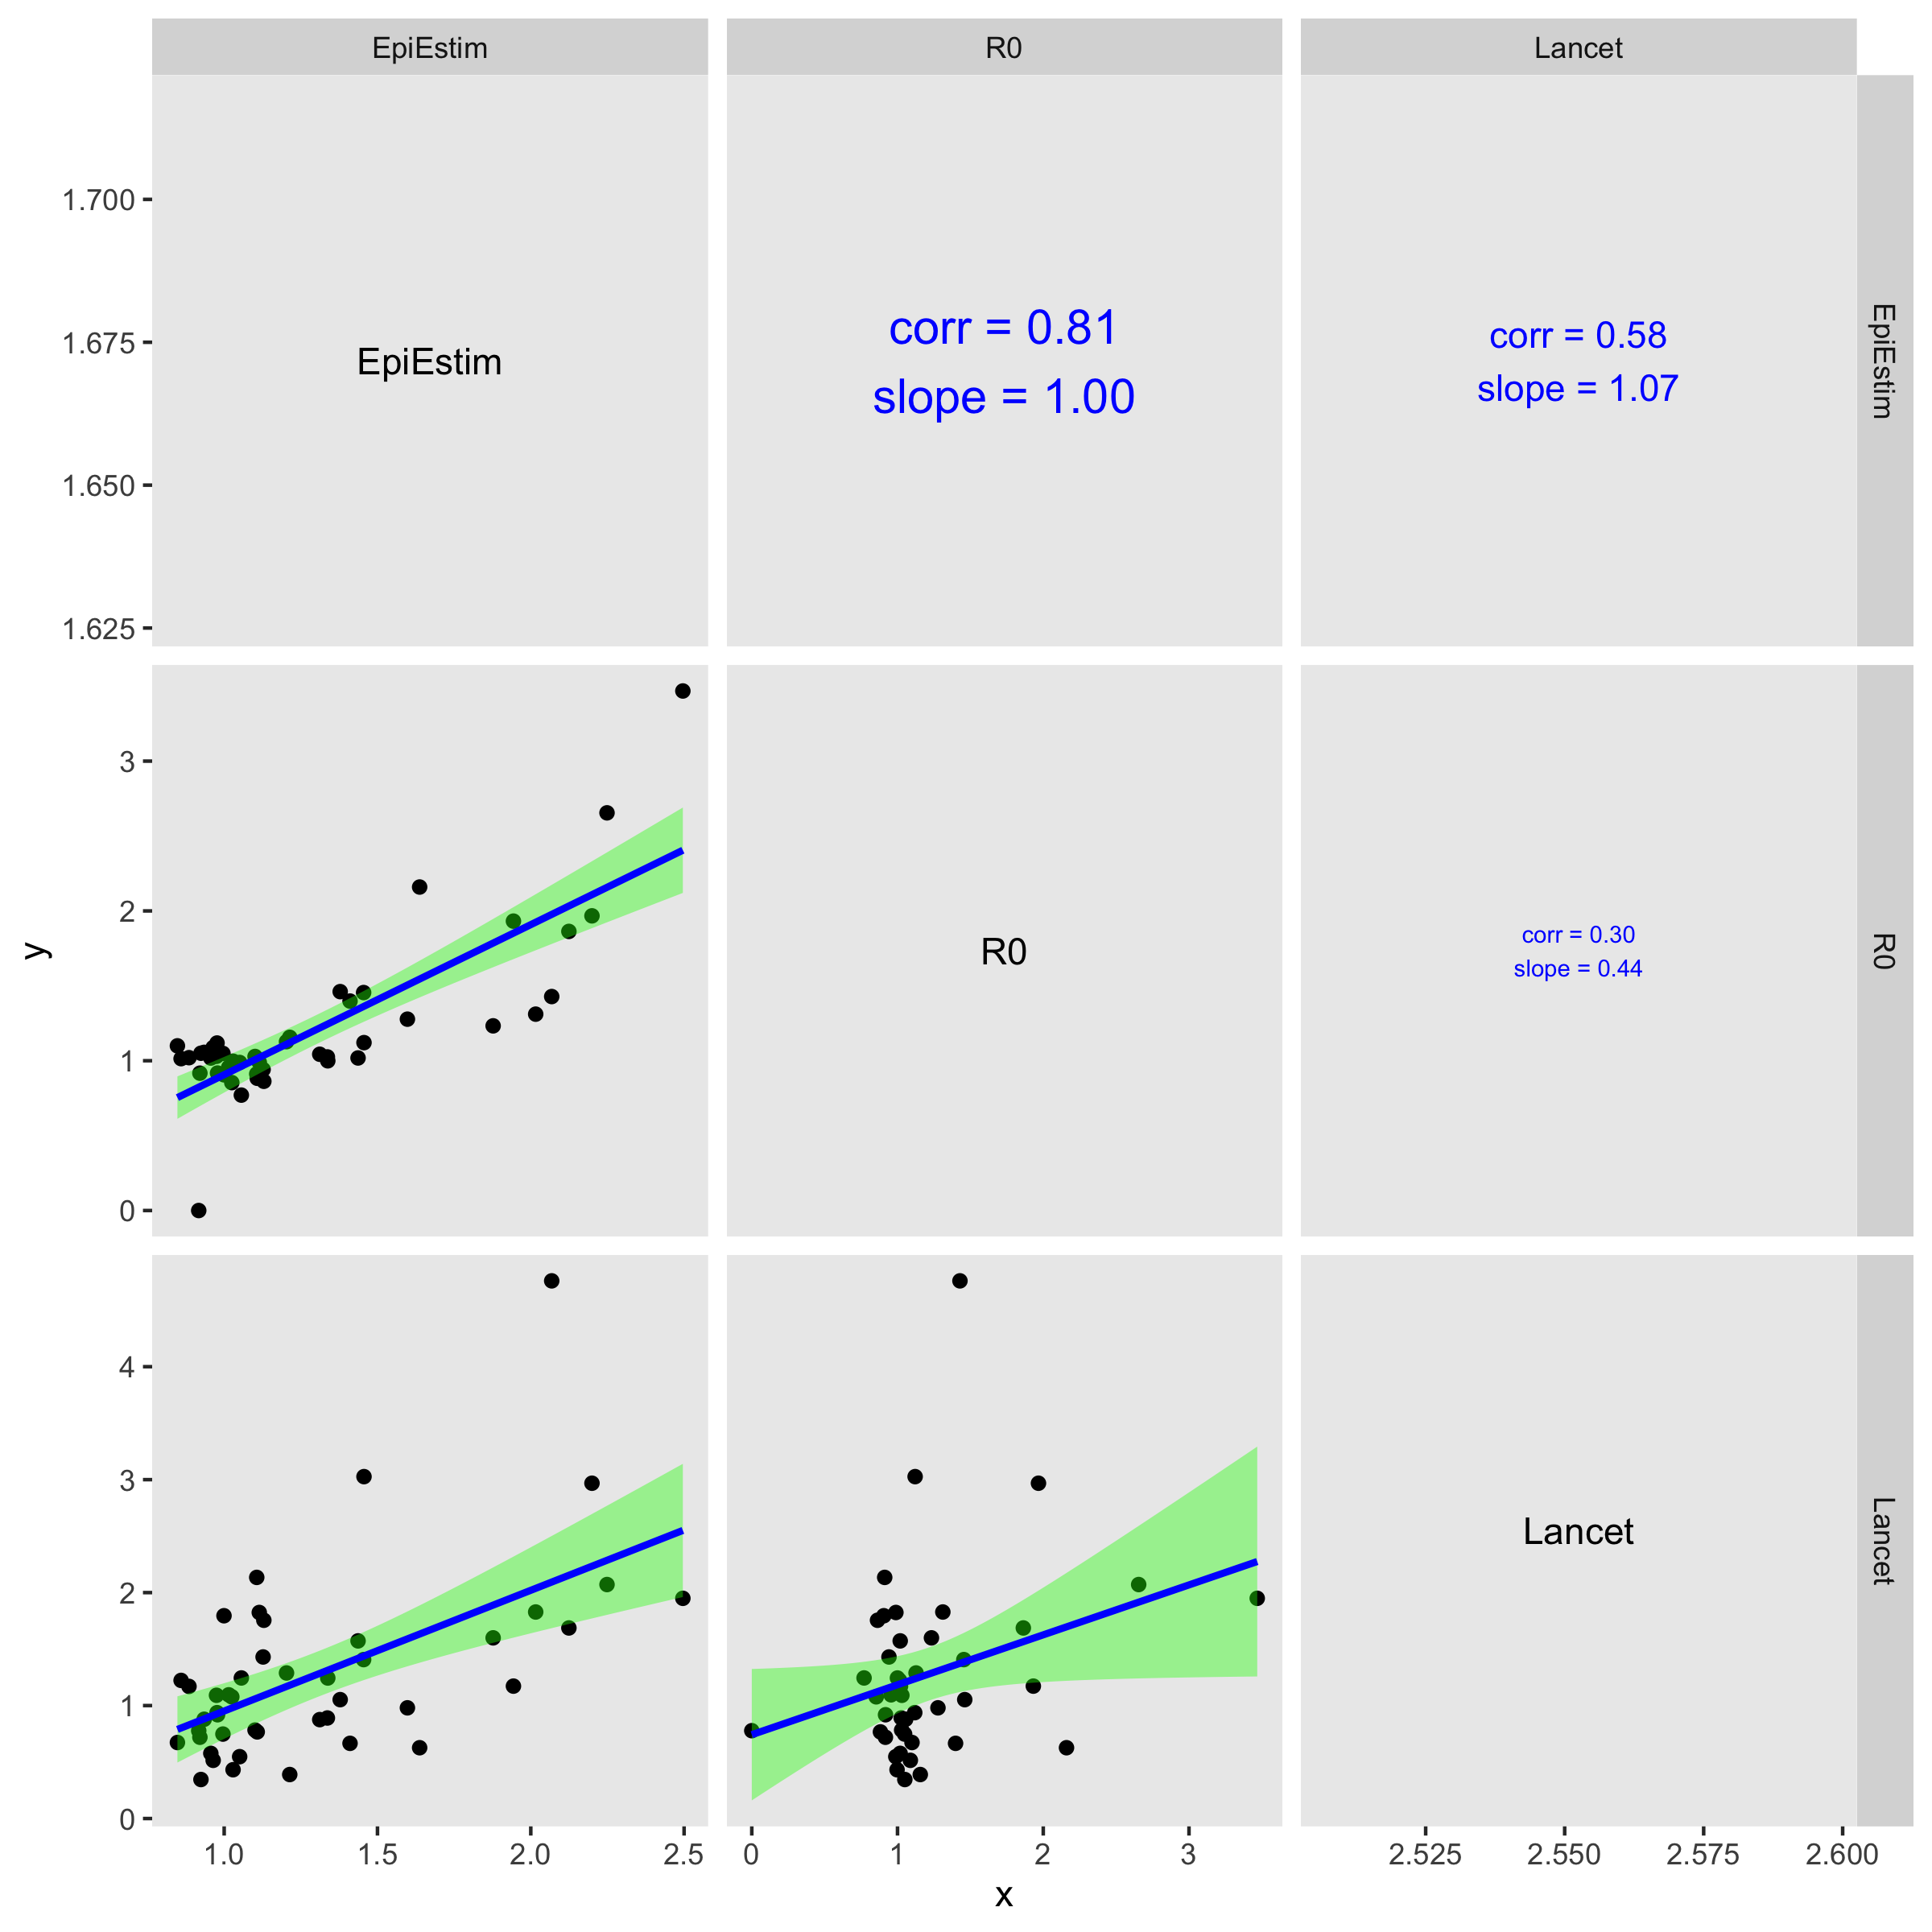 EpiEstim R0 Lancet
1.700
1.675
1.650
1.625
EpiEstim
corr = 0.81
slope = 1.00
corr = 0.58
slope = 1.07
EpiEstim
y
3
2
1
0
R0
corr = 0.30
slope = 0.44
R0
4
3
2
1
0
Lancet
Lancet
1.0 1.5 2.0 2.5 0 1 2 3 2.525 2.550 2.575 2.600
x